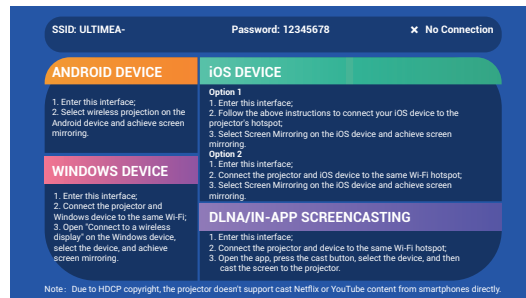 SSID: ULTIMEA-
Password: 12345678
× No Connection
ANDROID DEVICE
1. Enter this interface;
2. Select wireless projection on the
Android device and achieve screen
mirroring.
WINDOWS DEVICE
1. Enter this interface;
2. Connect the projector and
Windows device to the same Wi-Fi;
3. Open "Connect to a wireless
display" on the Windows device,
select the device, and achieve
screen mirroring.
iOS DEVICE
Option 1
1. Enter this interface;
2. Follow the above instructions to connect your iOS device to the
projector's hotspot;
3. Select Screen Mirroring on the iOS device and achieve screen
mirroring.
Option 2
1. Enter this interface;
2. Connect the projector and iOS device to the same Wi-Fi hotspot;
3. Select Screen Mirroring on the iOS device and achieve screen
mirroring.
DLNA/IN-APP SCREENCASTING
1. Enter this interface;
2. Connect the projector and device to the same Wi-Fi hotspot;
3. Open the app, press the cast button, select the device, and then
cast the screen to the projector.
Note: Due to HDCP copyright, the projector doesn't support cast Netflix or YouTube content from smartphones directly.